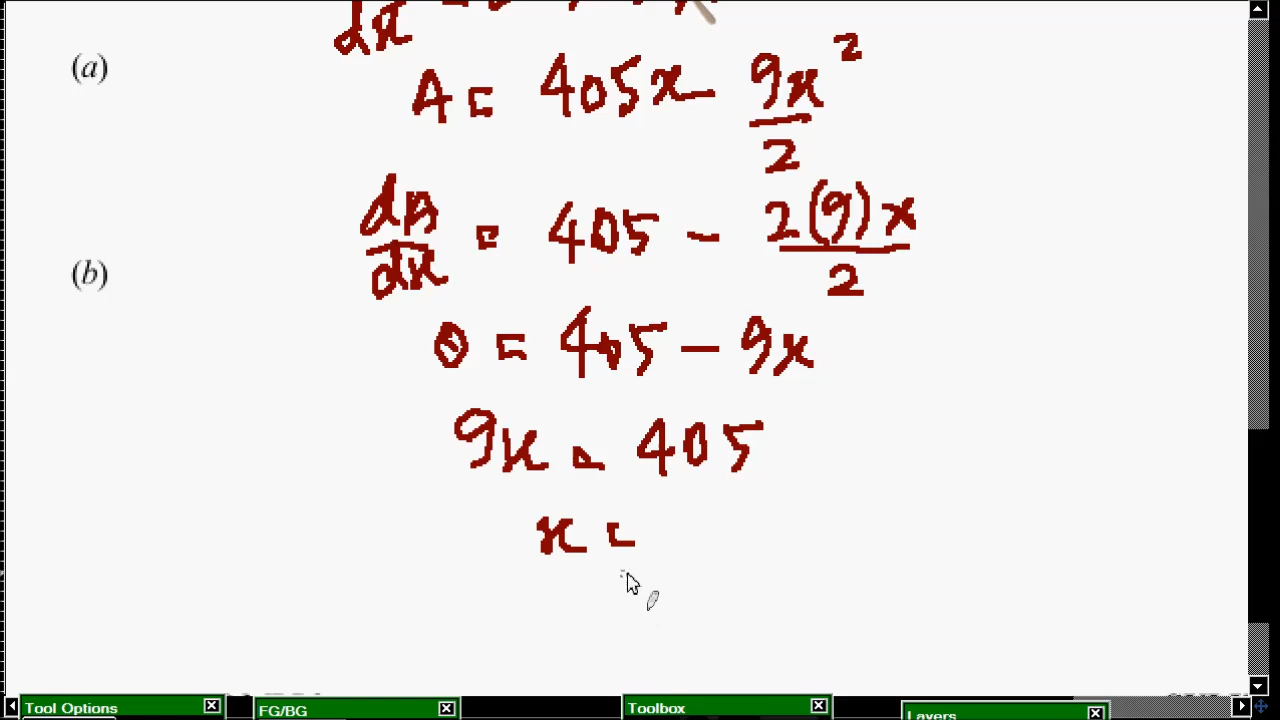 dx
(a)
A = 405x - 9x²/2
dA/dx = 405 - 2(9)x/2
(b)
0 = 405 - 9x
9x = 405
x =
Tool Options
FG/BG
Toolbox
Layers